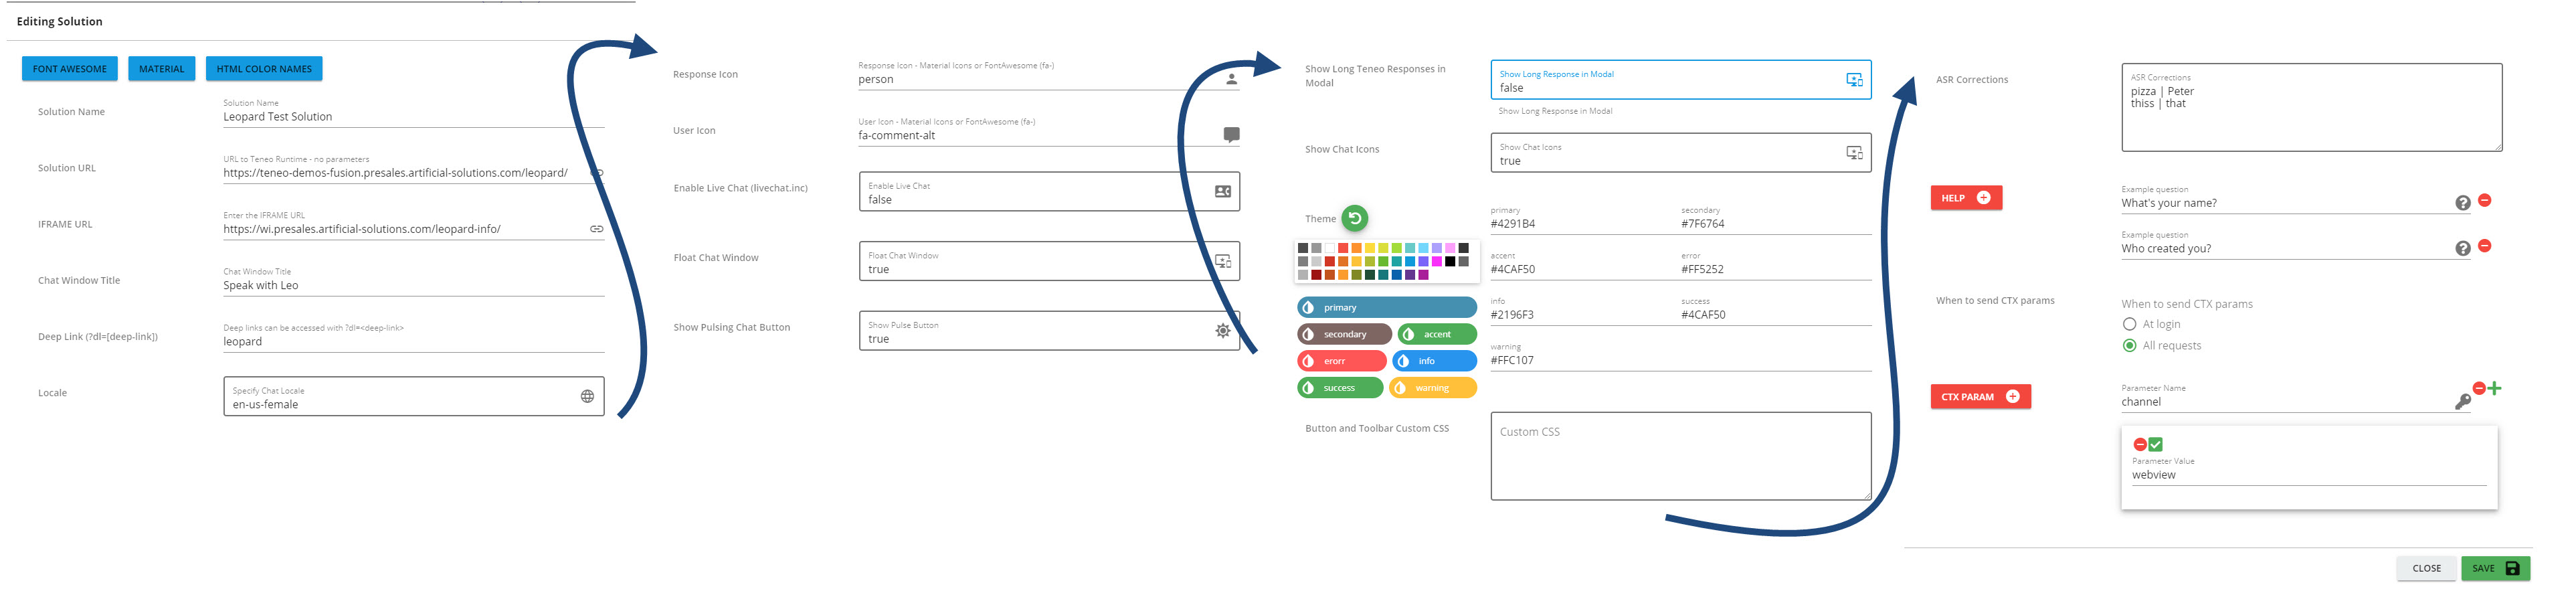 Editing Solution
FONT AWESOME
MATERIAL
HTML COLOR NAMES
Solution Name
Solution Name
Leopard Test Solution
Solution URL
URL to Teneo Runtime - no parameters
https://teneo-demos-fusion.presales.artificial-solutions.com/leopard/
IFRAME URL
Enter the IFRAME URL
https://wi.presales.artificial-solutions.com/leopard-info/
Chat Window Title
Chat Window Title
Speak with Leo
Deep Link (?dl=[deep-link])
Deep links can be accessed with ?dl=<deep-link>
leopard
Locale
Specify Chat Locale
en-us-female
Response Icon
Response Icon - Material Icons or FontAwesome (fa-)
person
User Icon
User Icon - Material Icons or FontAwesome (fa-)
fa-comment-alt
Enable Live Chat (livechat.inc)
Enable Live Chat
false
Float Chat Window
Float Chat Window
true
Show Pulsing Chat Button
Show Pulse Button
true
Show Long Teneo Responses in
Modal
Show Long Response in Modal
false
Show Long Response in Modal
Show Chat Icons
Show Chat Icons
true
Theme
primary
secondary
accent
erorr
info
success
warning
primary
#4291B4
secondary
#7F6764
accent
#4CAF50
error
#FF5252
info
#2196F3
success
#4CAF50
warning
#FFC107
Button and Toolbar Custom CSS
Custom CSS
ASR Corrections
ASR Corrections
pizza | Peter
thiss | that
HELP
Example question
What's your name?
Example question
Who created you?
When to send CTX params
When to send CTX params
At login
All requests
CTX PARAM
Parameter Name
channel
Parameter Value
webview
CLOSE
SAVE